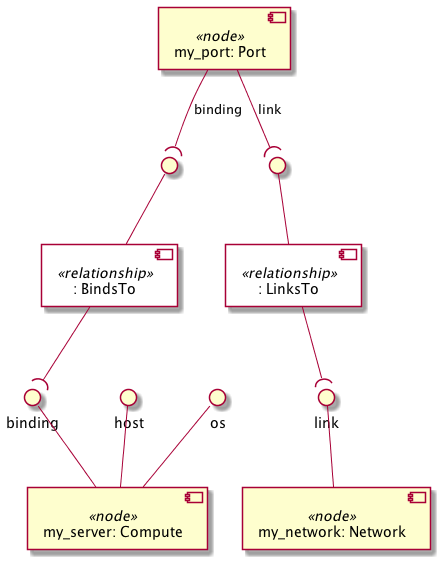 «node»
my_port: Port
binding
link
«relationship»
: BindsTo
«relationship»
: LinksTo
binding
host
os
link
«node»
my_server: Compute
«node»
my_network: Network